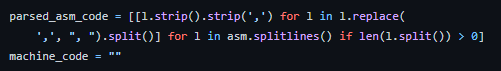 parsed_asm_code = [[l.strip().strip(',') for l in l.replace(
',', ", ").split()] for l in asm.splitlines() if len(l.split()) > 0]
machine_code = ""